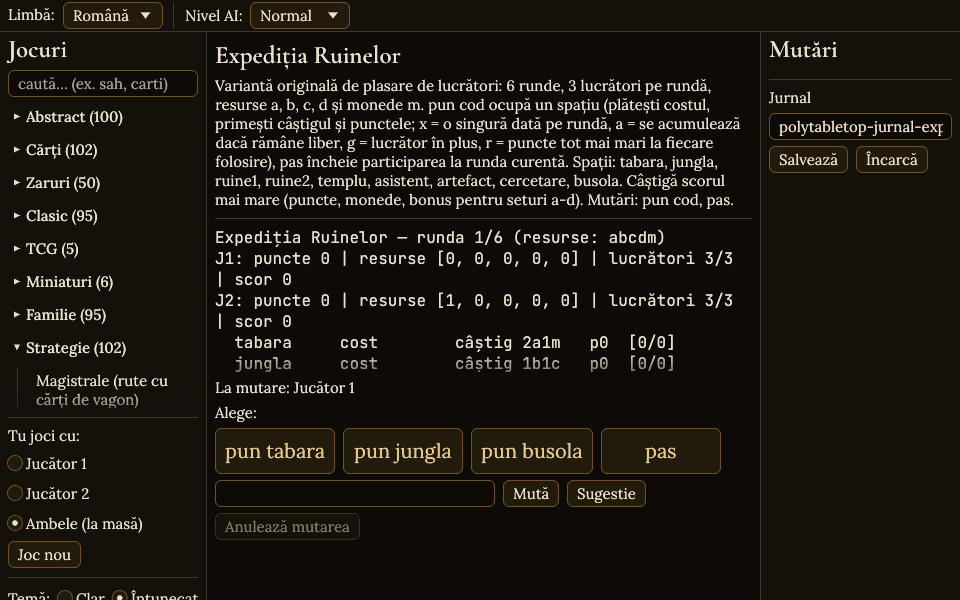 Limbă: Română ▼ Nivel AI: Normal ▼
Jocuri
caută... (ex. sah, carti)
▸ Abstract (100)
▸ Cărți (102)
▸ Zaruri (50)
▸ Clasic (95)
▸ TCG (5)
▸ Miniaturi (6)
▸ Familie (95)
▾ Strategie (102)
Magistrale (rute cu
cărți de vagon)
Tu joci cu:
Jucător 1
Jucător 2
Ambele (la masă)
Joc nou
Temă: Clar Întunecat
Expediția Ruinelor
Variantă originală de plasare de lucrători: 6 runde, 3 lucrători pe rundă,
resurse a, b, c, d și monede m. pun cod ocupă un spațiu (plătești costul,
primești câștigul și punctele; x = o singură dată pe rundă, a = se acumulează
dacă rămâne liber, g = lucrător în plus, r = puncte tot mai mari la fiecare
folosire), pas încheie participarea la runda curentă. Spații: tabara, jungla,
ruine1, ruine2, templu, asistent, artefact, cercetare, busola. Câștigă scorul
mai mare (puncte, monede, bonus pentru seturi a-d). Mutări: pun cod, pas.
Expediția Ruinelor — runda 1/6 (resurse: abcdm)
J1: puncte 0 | resurse [0, 0, 0, 0, 0] | lucrători 3/3
| scor 0
J2: puncte 0 | resurse [1, 0, 0, 0, 0] | lucrători 3/3
| scor 0
tabara cost câștig 2a1m p0 [0/0]
jungla cost câștig 1b1c p0 [0/0]
La mutare: Jucător 1
Alege:
pun tabara pun jungla pun busola pas
Mută Sugestie
Anulează mutarea
Mutări
Jurnal
polytabletop-jurnal-exp
Salvează Încarcă